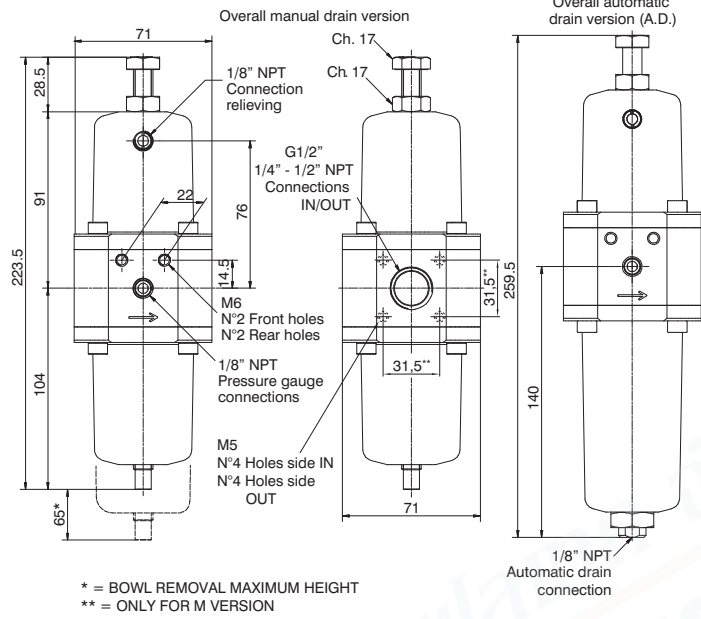 Overall manual drain version
Overall automatic
drain version (A.D.)
71
Ch. 17
Ch. 17
28.5
1/8” NPT
Connection
relieving
G1/2”
1/4” - 1/2” NPT
Connections
IN/OUT
91
22
76
223.5
14.5
31,5**
259.5
M6
N°2 Front holes
N°2 Rear holes
1/8” NPT
Pressure gauge
connections
31,5**
104
140
M5
N°4 Holes side IN
N°4 Holes side
OUT
65*
71
1/8” NPT
Automatic drain
connection
* = BOWL REMOVAL MAXIMUM HEIGHT
** = ONLY FOR M VERSION